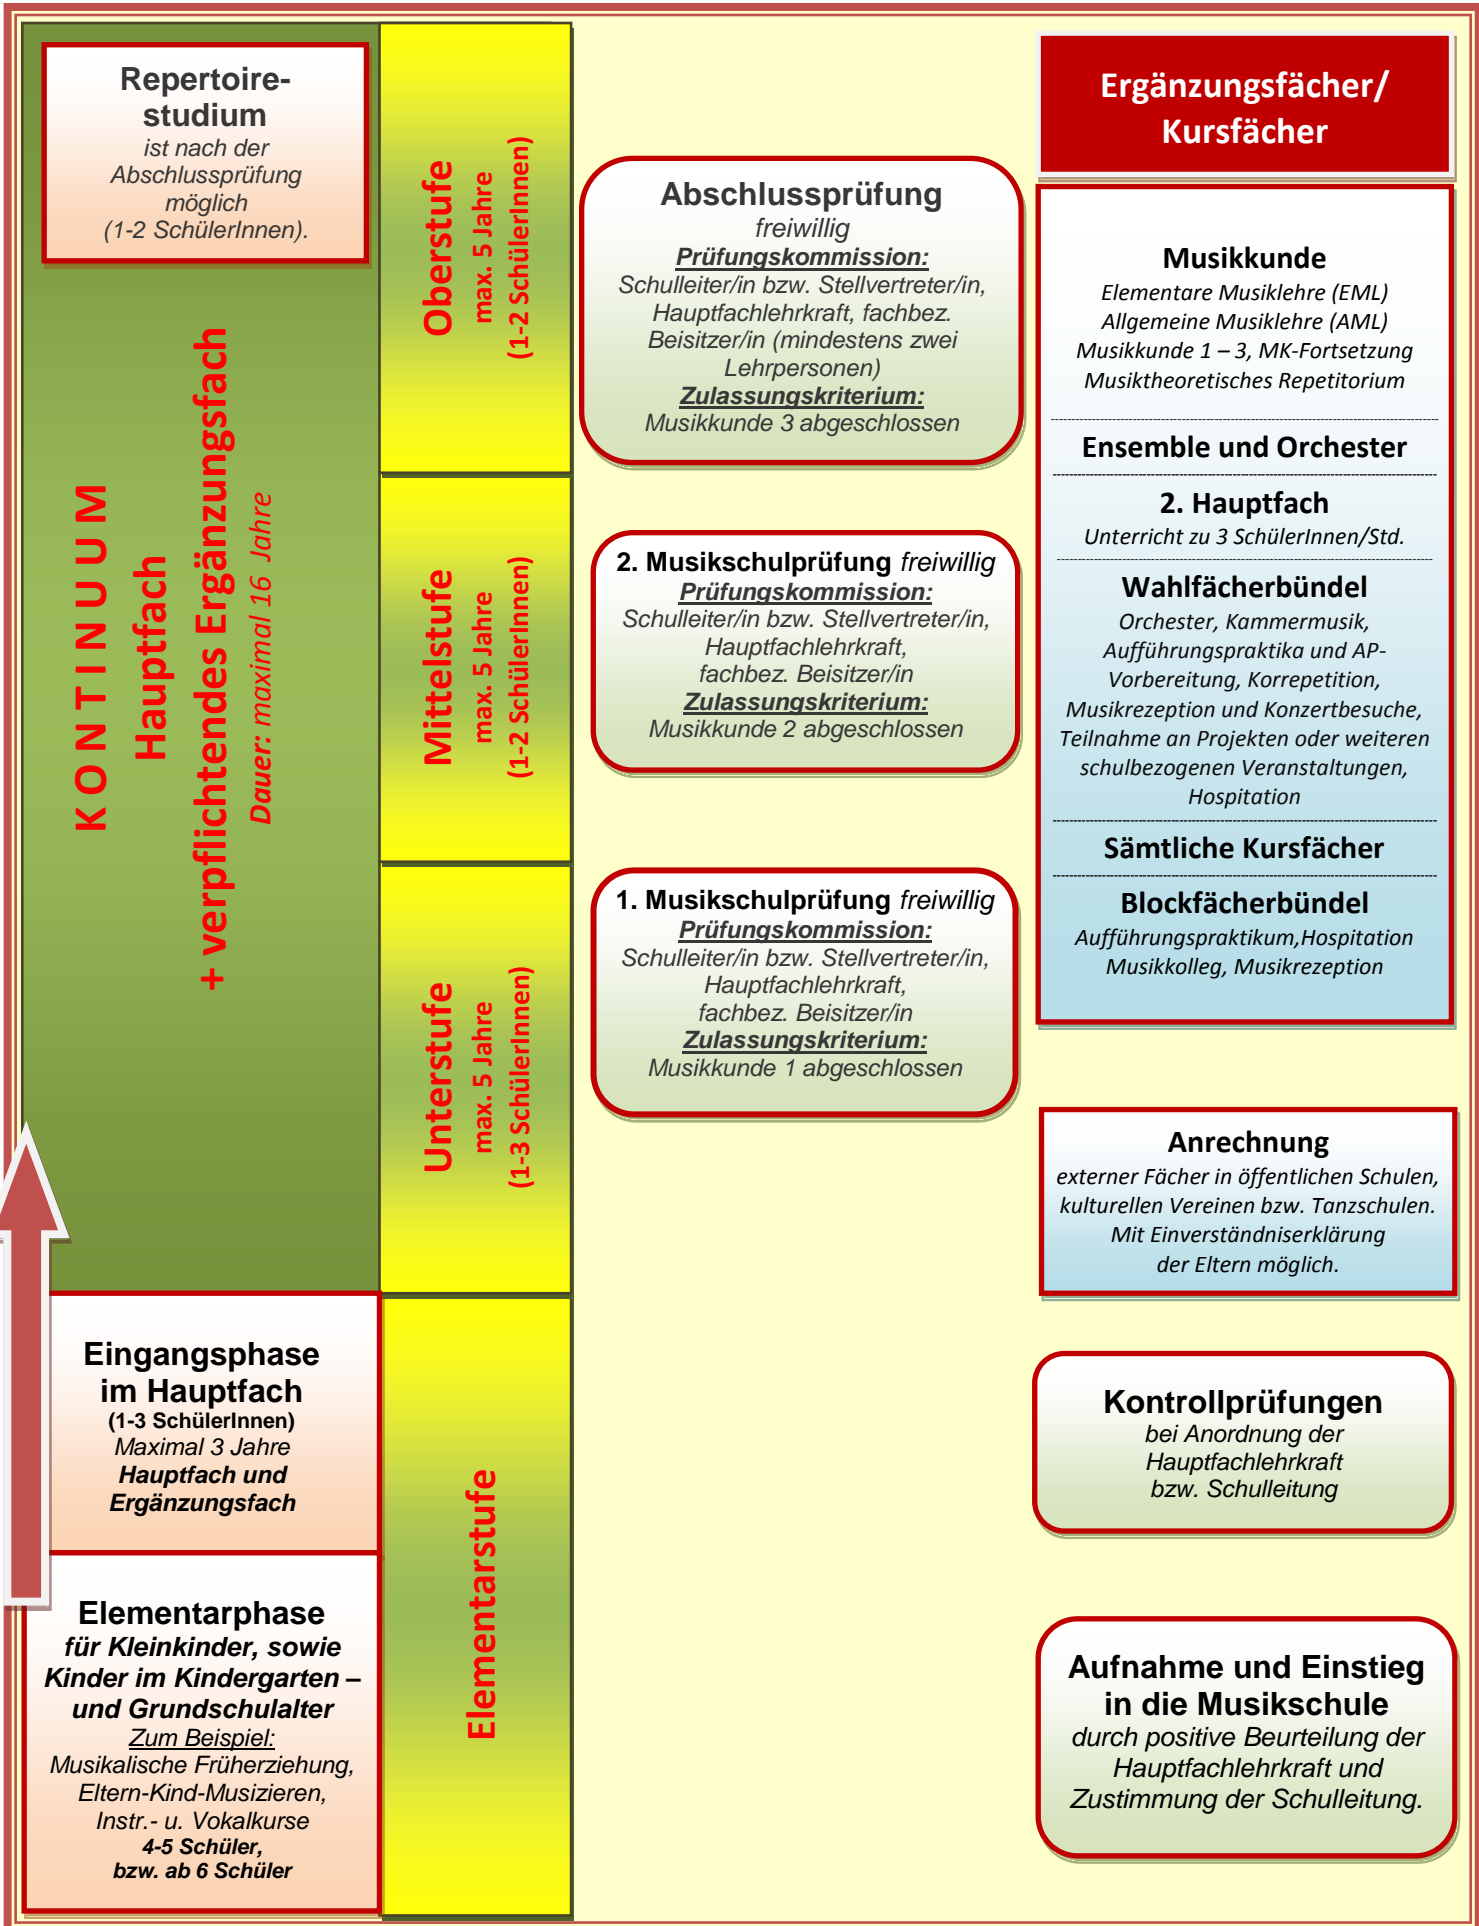 Repertoire-
studium
ist nach der
Abschlussprüfung
möglich
(1-2 SchülerInnen).
K O N T I N U U M
Hauptfach
+ verpflichtendes Ergänzungsfach
Dauer: maximal 16 Jahre
Eingangsphase
im Hauptfach
(1-3 SchülerInnen)
Maximal 3 Jahre
Hauptfach und
Ergänzungsfach
Elementarphase
für Kleinkinder, sowie
Kinder im Kindergarten –
und Grundschulalter
Zum Beispiel:
Musikalische Früherziehung,
Eltern-Kind-Musizieren,
Instr.- u. Vokalkurse
4-5 Schüler,
bzw. ab 6 Schüler
Oberstufe
max. 5 Jahre
(1-2 SchülerInnen)
Mittelstufe
max. 5 Jahre
(1-2 SchülerInnen)
Unterstufe
max. 5 Jahre
(1-3 SchülerInnen)
Elementarstufe
Abschlussprüfung
freiwillig
Prüfungskommission:
Schulleiter/in bzw. Stellvertreter/in,
Hauptfachlehrkraft, fachbez.
Beisitzer/in (mindestens zwei
Lehrpersonen)
Zulassungskriterium:
Musikkunde 3 abgeschlossen
2. Musikschulprüfung freiwillig
Prüfungskommission:
Schulleiter/in bzw. Stellvertreter/in,
Hauptfachlehrkraft,
fachbez. Beisitzer/in
Zulassungskriterium:
Musikkunde 2 abgeschlossen
1. Musikschulprüfung freiwillig
Prüfungskommission:
Schulleiter/in bzw. Stellvertreter/in,
Hauptfachlehrkraft,
fachbez. Beisitzer/in
Zulassungskriterium:
Musikkunde 1 abgeschlossen
Ergänzungsfächer/
Kursfächer
Musikkunde
Elementare Musiklehre (EML)
Allgemeine Musiklehre (AML)
Musikkunde 1 – 3, MK-Fortsetzung
Musiktheoretisches Repetitorium
Ensemble und Orchester
2. Hauptfach
Unterricht zu 3 SchülerInnen/Std.
Wahlfächerbündel
Orchester, Kammermusik,
Aufführungspraktika und AP-
Vorbereitung, Korrepetition,
Musikrezeption und Konzertbesuche,
Teilnahme an Projekten oder weiteren
schulbezogenen Veranstaltungen,
Hospitation
Sämtliche Kursfächer
Blockfächerbündel
Aufführungspraktikum,Hospitation
Musikkolleg, Musikrezeption
Anrechnung
externer Fächer in öffentlichen Schulen,
kulturellen Vereinen bzw. Tanzschulen.
Mit Einverständniserklärung
der Eltern möglich.
Kontrollprüfungen
bei Anordnung der
Hauptfachlehrkraft
bzw. Schulleitung
Aufnahme und Einstieg
in die Musikschule
durch positive Beurteilung der
Hauptfachlehrkraft und
Zustimmung der Schulleitung.